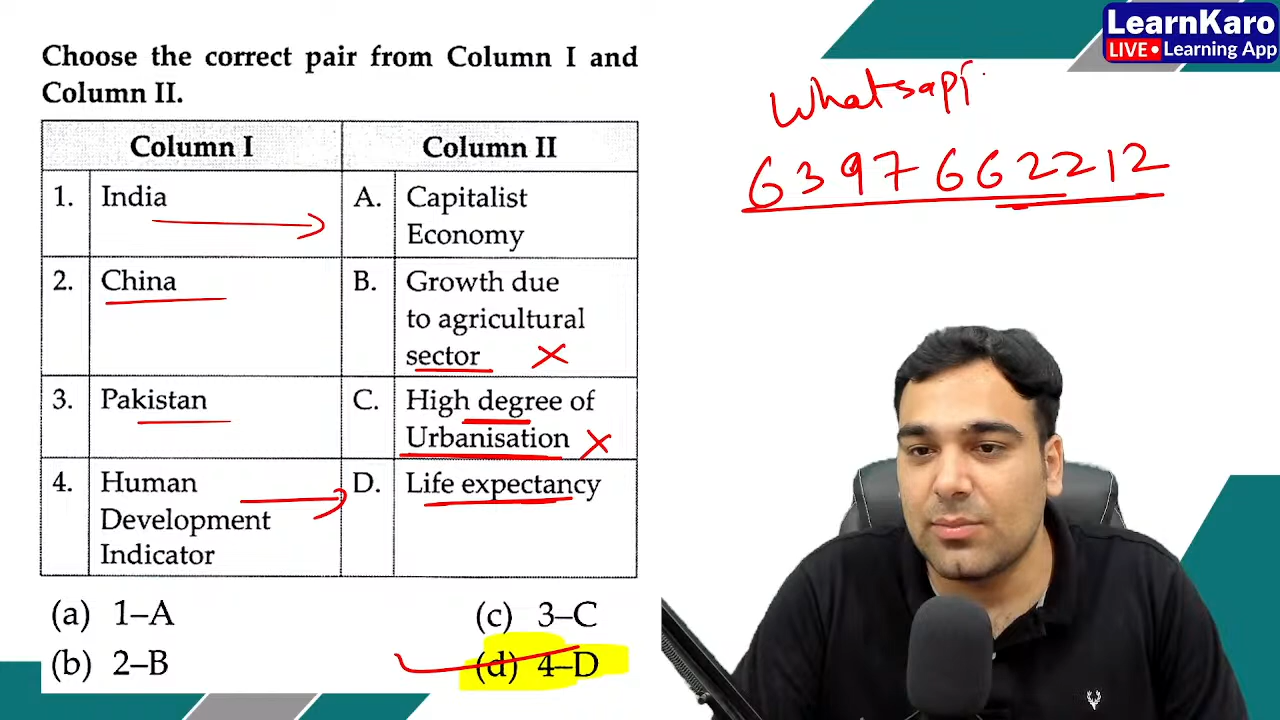 Choose the correct pair from Column I and
Column II.
Column I Column II
1. India A. Capitalist
Economy
2. China B. Growth due
to agricultural
sector
3. Pakistan C. High degree of
Urbanisation
4. Human D. Life expectancy
Development
Indicator
(a) 1–A (c) 3–C
(b) 2–B (d) 4–D
LearnKaro
LIVE • Learning App
Whatsapp
6397662212